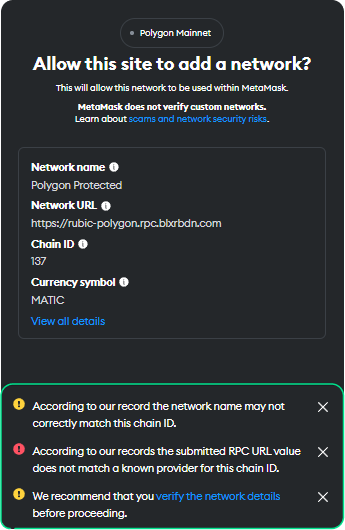 Polygon Mainnet
Allow this site to add a network?
This will allow this network to be used within MetaMask.
MetaMask does not verify custom networks.
Learn about scams and network security risks.
Network name
Polygon Protected
Network URL
https://rubic-polygon.rpc.blxrbdn.com
Chain ID
137
Currency symbol
MATIC
View all details
According to our record the network name may not
correctly match this chain ID.
According to our records the submitted RPC URL value
does not match a known provider for this chain ID.
We recommend that you verify the network details
before proceeding.